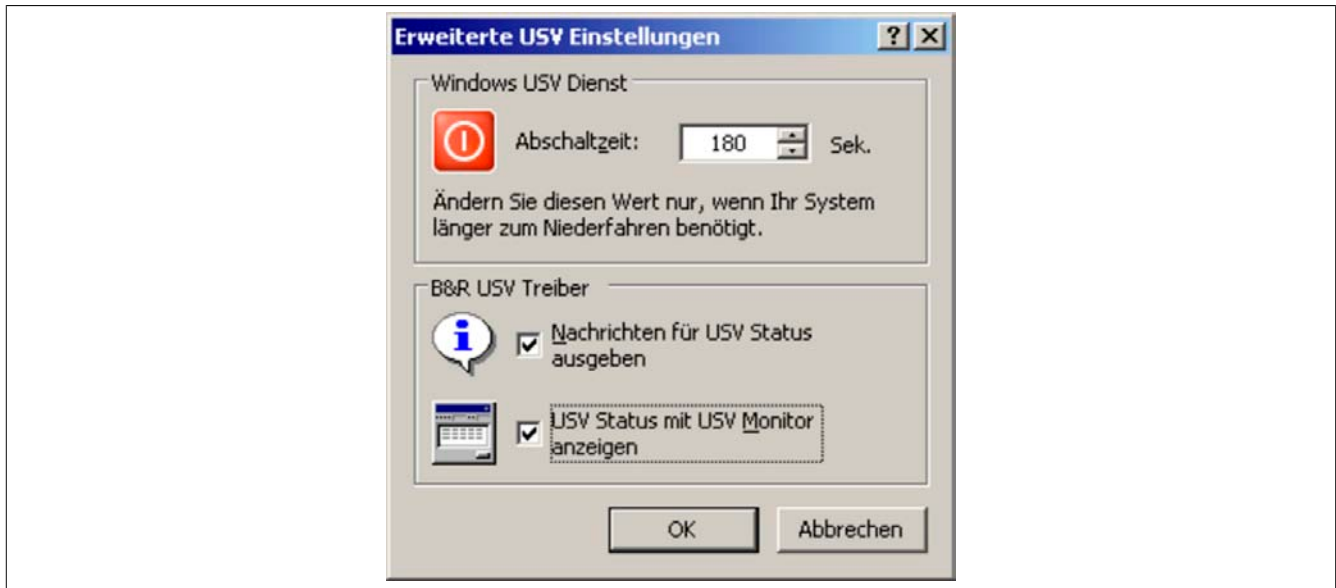 Erweiterte USV Einstellungen
Windows USV Dienst
Abschaltzeit: 180 Sek.
Ändern Sie diesen Wert nur, wenn Ihr System
länger zum Niederfahren benötigt.
B&R USV Treiber
Nachrichten für USV Status
ausgeben
USV Status mit USV Monitor
anzeigen
OK Abbrechen